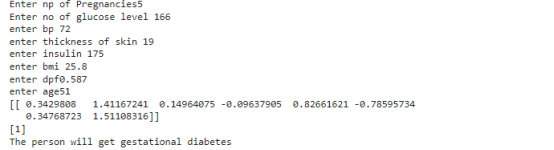 Enter np of Pregnancies5
Enter no of glucose level 166
enter bp 72
enter thickness of skin 19
enter insulin 175
enter bmi 25.8
enter dpf0.587
enter age51
[[ 0.3429808   1.41167241  0.14964075 -0.09637905  0.82661621 -0.78595734
   0.34768723  1.51108316]]
[1]
The person will get gestational diabetes